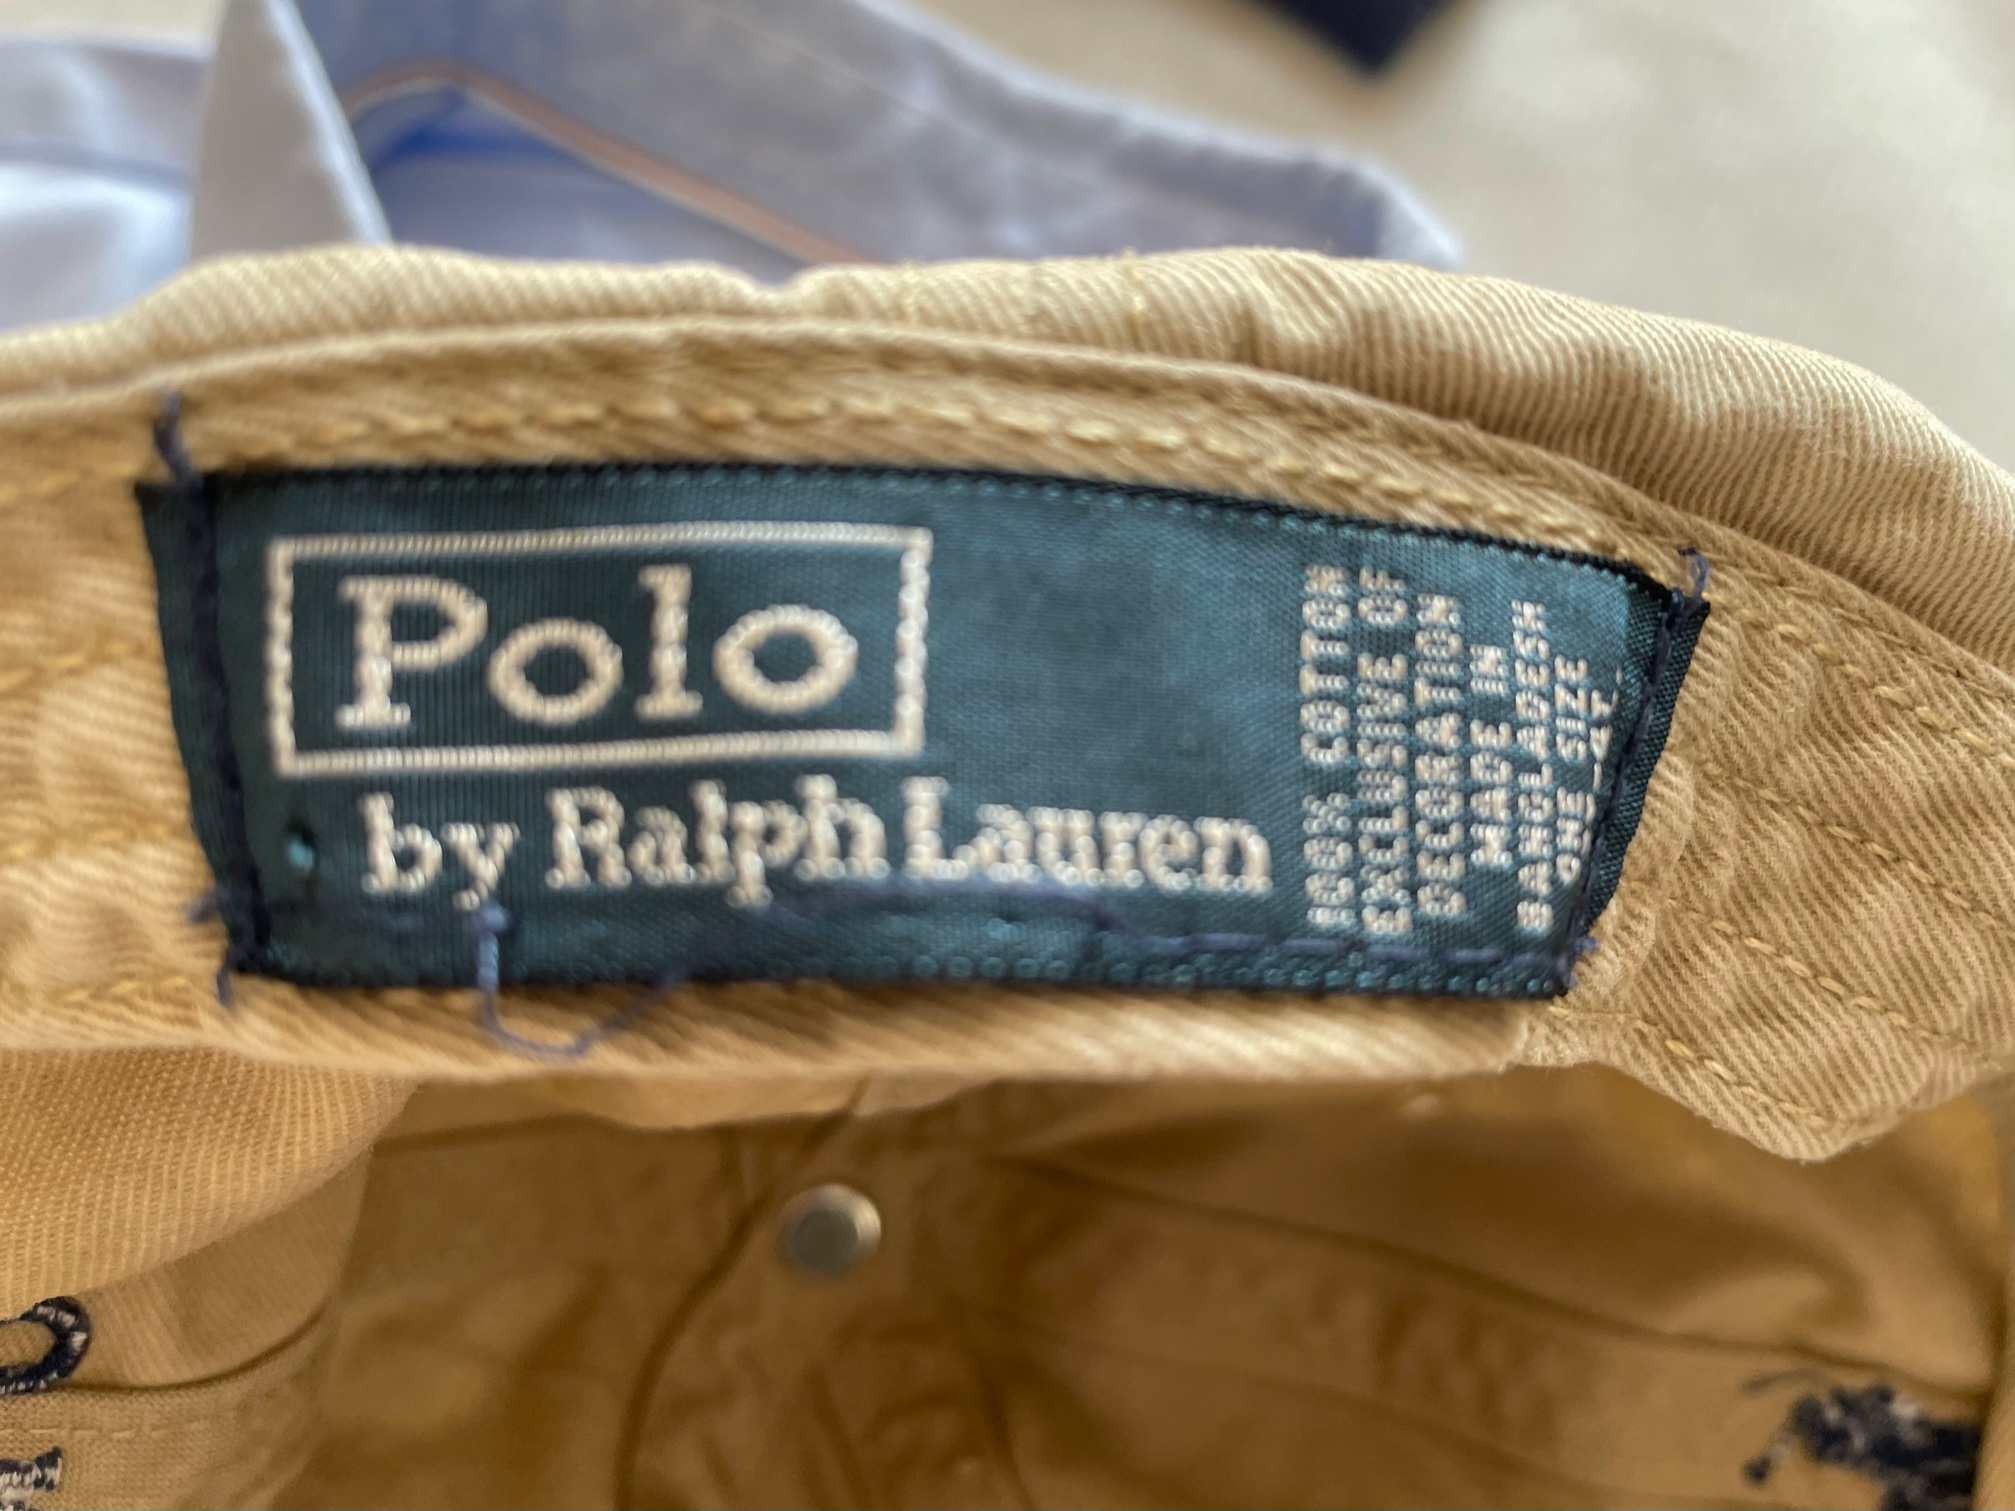 Polo
by Ralph Lauren
100% COTTON
EXCLUSIVE OF
DECORATION
MADE IN
BANGLADESH
ONE SIZE